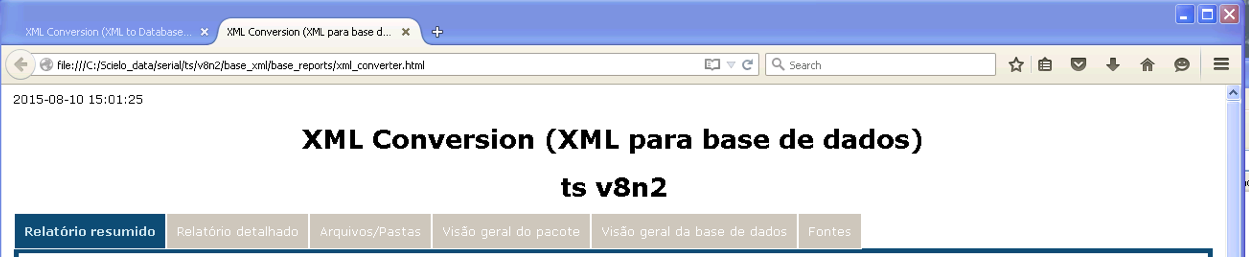 XML Conversion (XML to Database... XML Conversion (XML para base d...
file:///C:/Scielo_data/serial/ts/v8n2/base_xml/base_reports/xml_converter.html Search
2015-08-10 15:01:25
XML Conversion (XML para base de dados)
ts v8n2
Relatório resumido Relatório detalhado Arquivos/Pastas Visão geral do pacote Visão geral da base de dados Fontes